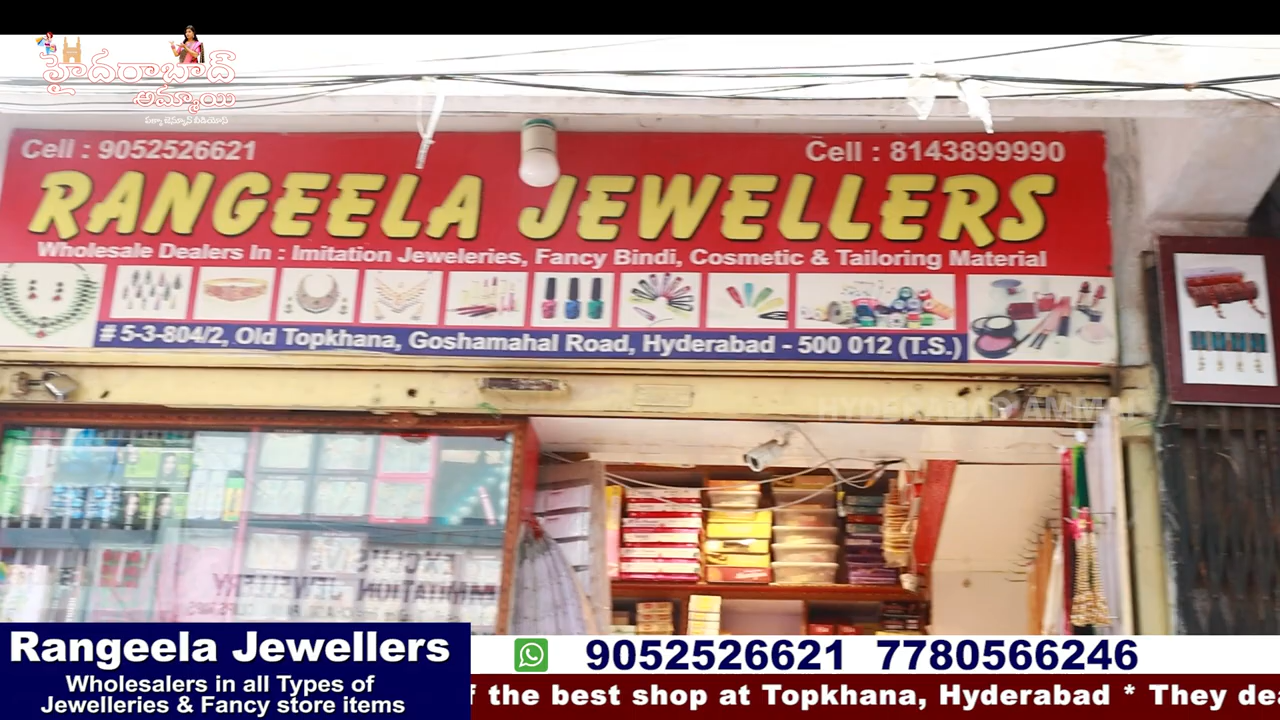 హైదరాబాద్
అమ్మాయి
Cell : 9052526621
Cell : 8143899990
RANGEELA JEWELLERS
Wholesale Dealers In : Imitation Jeweleries, Fancy Bindi, Cosmetic & Tailoring Material
# 5-3-804/2, Old Topkhana, Goshamahal Road, Hyderabad - 500 012 (T.S.)
HYDERABAD AMMAYI
Rangeela Jewellers
Wholesalers in all Types of
Jewelleries & Fancy store items
9052526621 7780566246
f the best shop at Topkhana, Hyderabad * They dea